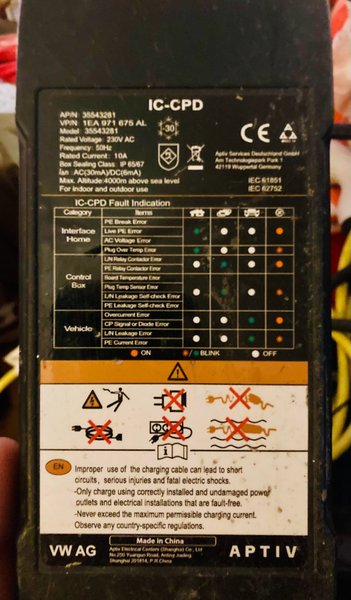 IC-CPD
AP/N: 35543281
VP/N: 1EA 971 675 AL
Model: 35543281
Rated Voltage: 230V AC
Frequency: 50Hz
Rated Current: 10A
Box Sealing Class: IP 65/67
I∆n: AC(30mA)/DC(6mA)
Max. Altitude:4000m above sea level
For indoor and outdoor use
-30
CE
Aptiv Services Deutschland GmbH
Am Technologiepark 1
42119 Wuppertal Germany
IEC 61851
IEC 62752
IC-CPD Fault Indication
Category Items
Interface Home
PE Break Error
Live PE Error
AC Voltage Error
Plug Over Temp Error
Control Box
L/N Relay Contactor Error
PE Relay Contactor Error
Board Temperature Error
Plug Temp Sensor Error
L/N Leakage Self-check Error
PE Leakage Self-check Error
Vehicle
Overcurrent Error
CP Signal or Diode Error
L/N Leakage Error
PE Current Error
ON / BLINK OFF
EN
Improper use of the charging cable can lead to short
circuits , serious injuries and fatal electric shocks.
-Only charge using correctly installed and undamaged power
outlets and electrical installations that are fault-free.
-Never exceed the maximum permissible charging current.
Observe any country-specific regulations.
VW AG
Made in China
Aptiv Electrical Centers (Shanghai) Co., Ltd
No.200 Yuanguo Road, Anting Jiading
Shanghai 201814, P.R.China
APTIV